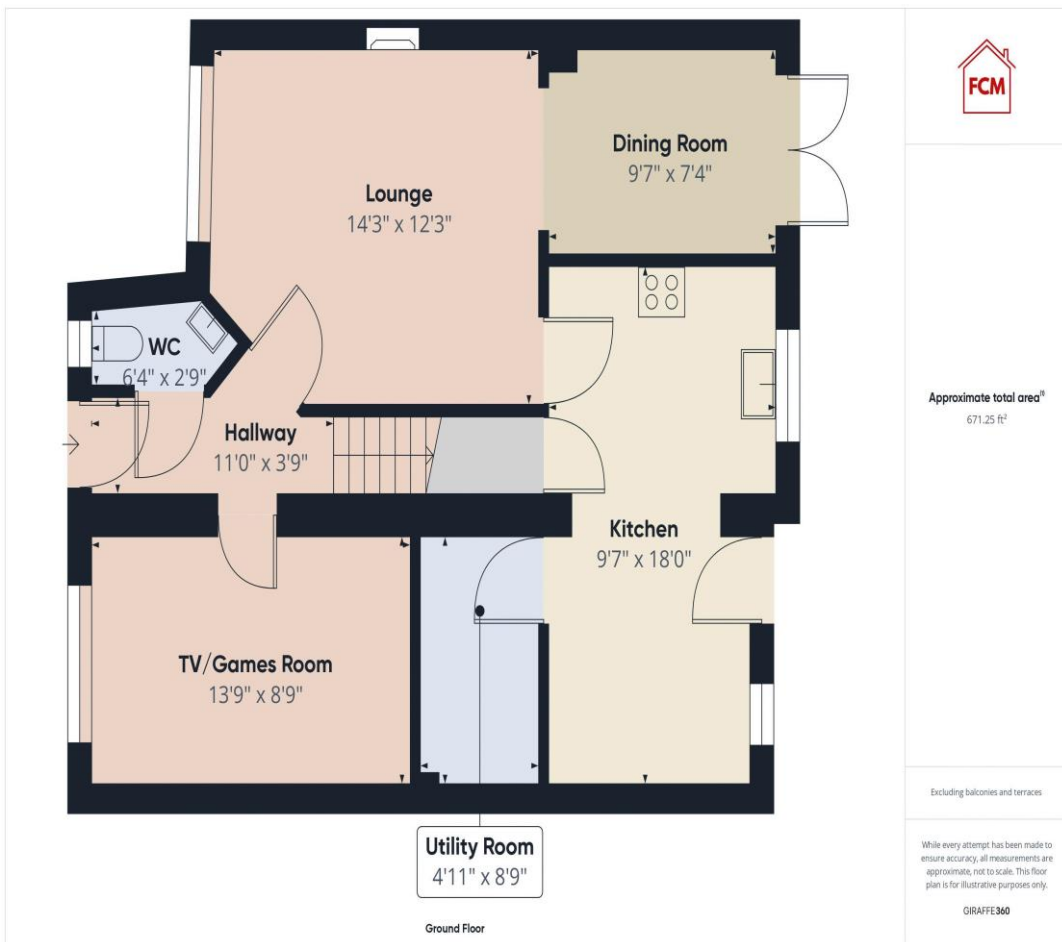 Lounge
14'3" x 12'3"
Dining Room
9'7" x 7'4"
WC
6'4" x 2'9"
Hallway
11'0" x 3'9"
Kitchen
9'7" x 18'0"
TV/Games Room
13'9" x 8'9"
Utility Room
4'11" x 8'9"
Ground Floor
FCM
Approximate total area⁽¹⁾
671.25 ft²
Excluding balconies and terraces
While every attempt has been made to
ensure accuracy, all measurements are
approximate, not to scale. This floor
plan is for illustrative purposes only.
GIRAFFE360